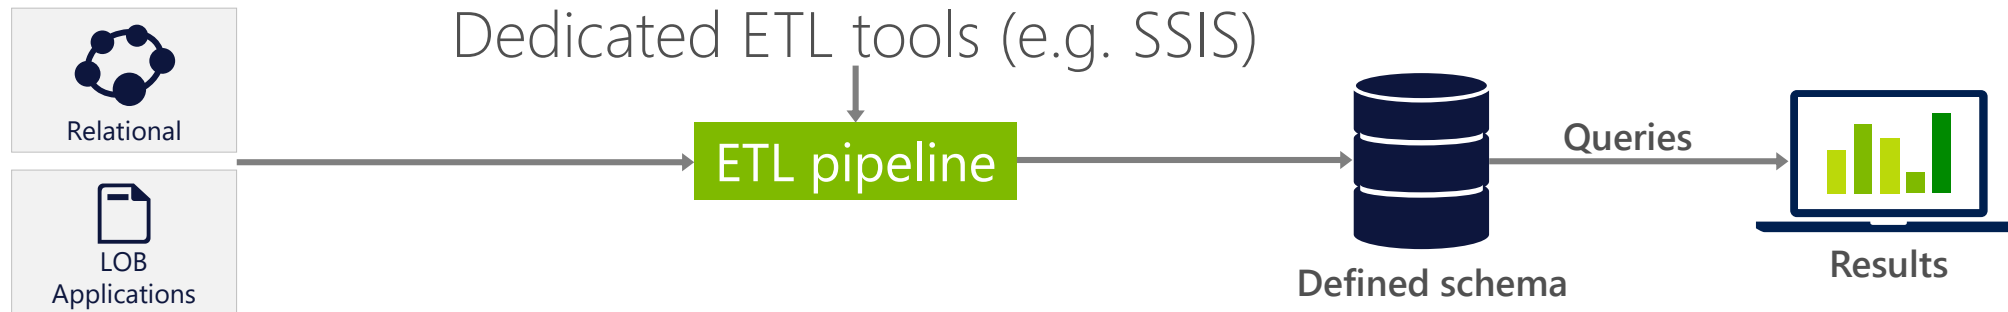 Dedicated ETL tools (e.g. SSIS)
Relational
LOB
Applications
ETL pipeline
Defined schema
Queries
Results